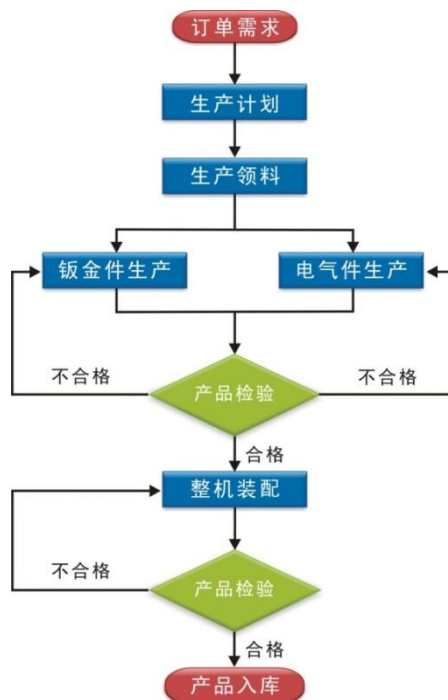 订单需求
生产计划
生产领料
钣金件生产
电气件生产
不合格
产品检验
不合格
合格
整机装配
不合格
产品检验
合格
产品入库